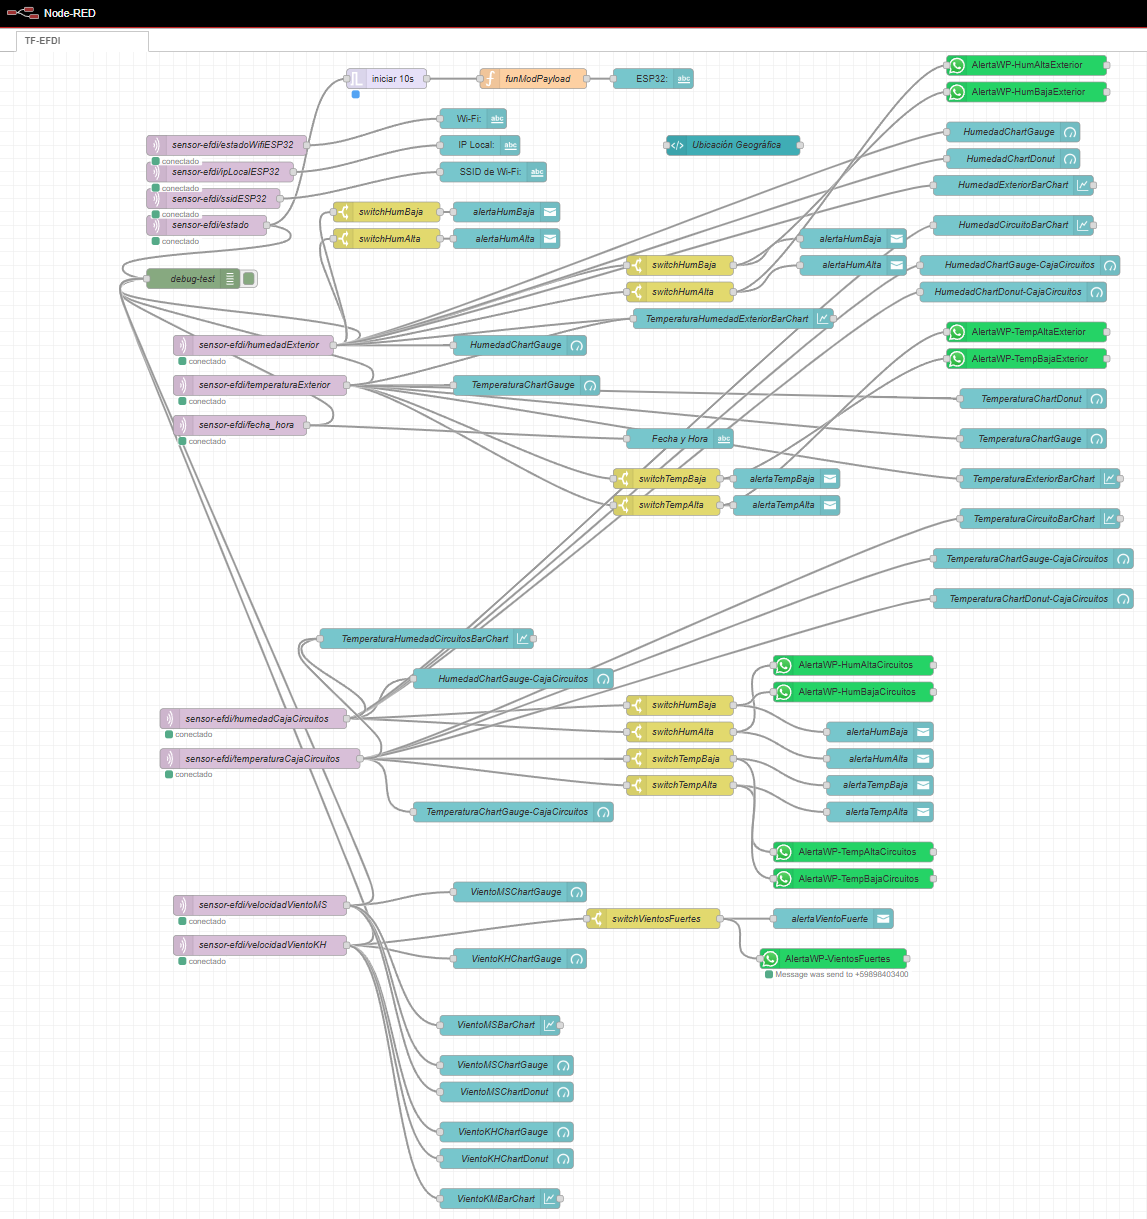 Node-RED
TF-EFDI
AlertaWP-HumAltaExterior
iniciar 10s
funModPayload
ESP32:
abc
AlertaWP-HumBajaExterior
Wi-Fi:
abc
HumedadChartGauge
sensor-efdi/estadoWifiESP32
conectado
IP Local:
abc
Ubicación Geográfica
HumedadChartDonut
sensor-efdi/ipLocalESP32
conectado
SSID de Wi-Fi:
abc
HumedadExteriorBarChart
sensor-efdi/ssidESP32
conectado
switchHumBaja
alertaHumBaja
sensor-efdi/estado
conectado
HumedadCircuitoBarChart
switchHumAlta
alertaHumAlta
alertaHumBaja
switchHumBaja
alertaHumAlta
HumedadChartGauge-CajaCircuitos
debug-test
switchHumAlta
HumedadChartDonut-CajaCircuitos
TemperaturaHumedadExteriorBarChart
AlertaWP-TempAltaExterior
sensor-efdi/humedadExterior
conectado
HumedadChartGauge
AlertaWP-TempBajaExterior
sensor-efdi/temperaturaExterior
conectado
TemperaturaChartGauge
TemperaturaChartDonut
sensor-efdi/fecha_hora
conectado
Fecha y Hora
abc
TemperaturaChartGauge
switchTempBaja
alertaTempBaja
TemperaturaExteriorBarChart
switchTempAlta
alertaTempAlta
TemperaturaCircuitoBarChart
TemperaturaChartGauge-CajaCircuitos
TemperaturaChartDonut-CajaCircuitos
TemperaturaHumedadCircuitosBarChart
AlertaWP-HumAltaCircuitos
HumedadChartGauge-CajaCircuitos
AlertaWP-HumBajaCircuitos
switchHumBaja
sensor-efdi/humedadCajaCircuitos
conectado
switchHumAlta
alertaHumBaja
sensor-efdi/temperaturaCajaCircuitos
conectado
switchTempBaja
alertaHumAlta
switchTempAlta
alertaTempBaja
TemperaturaChartGauge-CajaCircuitos
alertaTempAlta
AlertaWP-TempAltaCircuitos
AlertaWP-TempBajaCircuitos
VientoMSChartGauge
sensor-efdi/velocidadVientoMS
conectado
switchVientosFuertes
alertaVientoFuerte
sensor-efdi/velocidadVientoKH
conectado
VientoKHChartGauge
AlertaWP-VientosFuertes
Message was send to +59898403400
VientoMSBarChart
VientoMSChartGauge
VientoMSChartDonut
VientoKHChartGauge
VientoKHChartDonut
VientoKMBarChart